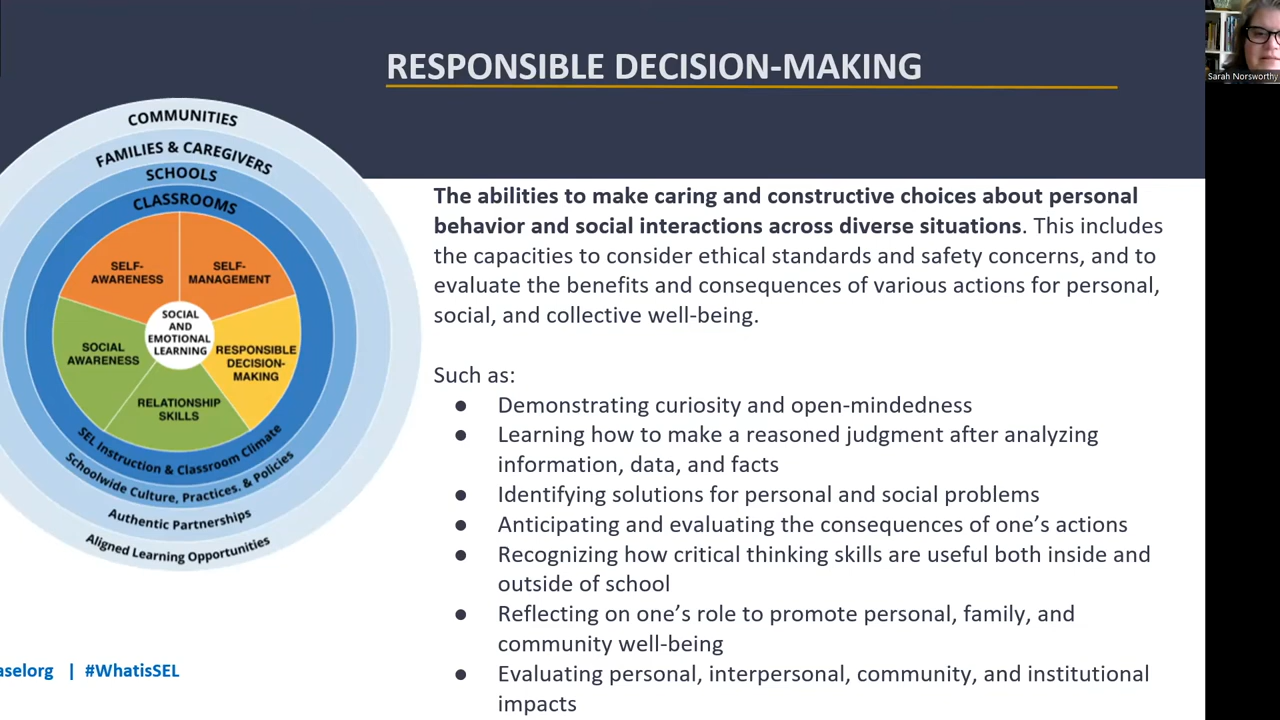 RESPONSIBLE DECISION-MAKING
Sarah Norsworthy
COMMUNITIES
FAMILIES & CAREGIVERS
SCHOOLS
CLASSROOMS
SELF-
AWARENESS
SELF-
MANAGEMENT
SOCIAL
AND
EMOTIONAL
LEARNING
SOCIAL
AWARENESS
RESPONSIBLE
DECISION-
MAKING
RELATIONSHIP
SKILLS
SEL Instruction & Classroom Climate
Schoolwide Culture, Practices, & Policies
Authentic Partnerships
Aligned Learning Opportunities
aselorg | #WhatisSEL
The abilities to make caring and constructive choices about personal
behavior and social interactions across diverse situations. This includes
the capacities to consider ethical standards and safety concerns, and to
evaluate the benefits and consequences of various actions for personal,
social, and collective well-being.
Such as:
● Demonstrating curiosity and open-mindedness
● Learning how to make a reasoned judgment after analyzing
information, data, and facts
● Identifying solutions for personal and social problems
● Anticipating and evaluating the consequences of one’s actions
● Recognizing how critical thinking skills are useful both inside and
outside of school
● Reflecting on one’s role to promote personal, family, and
community well-being
● Evaluating personal, interpersonal, community, and institutional
impacts